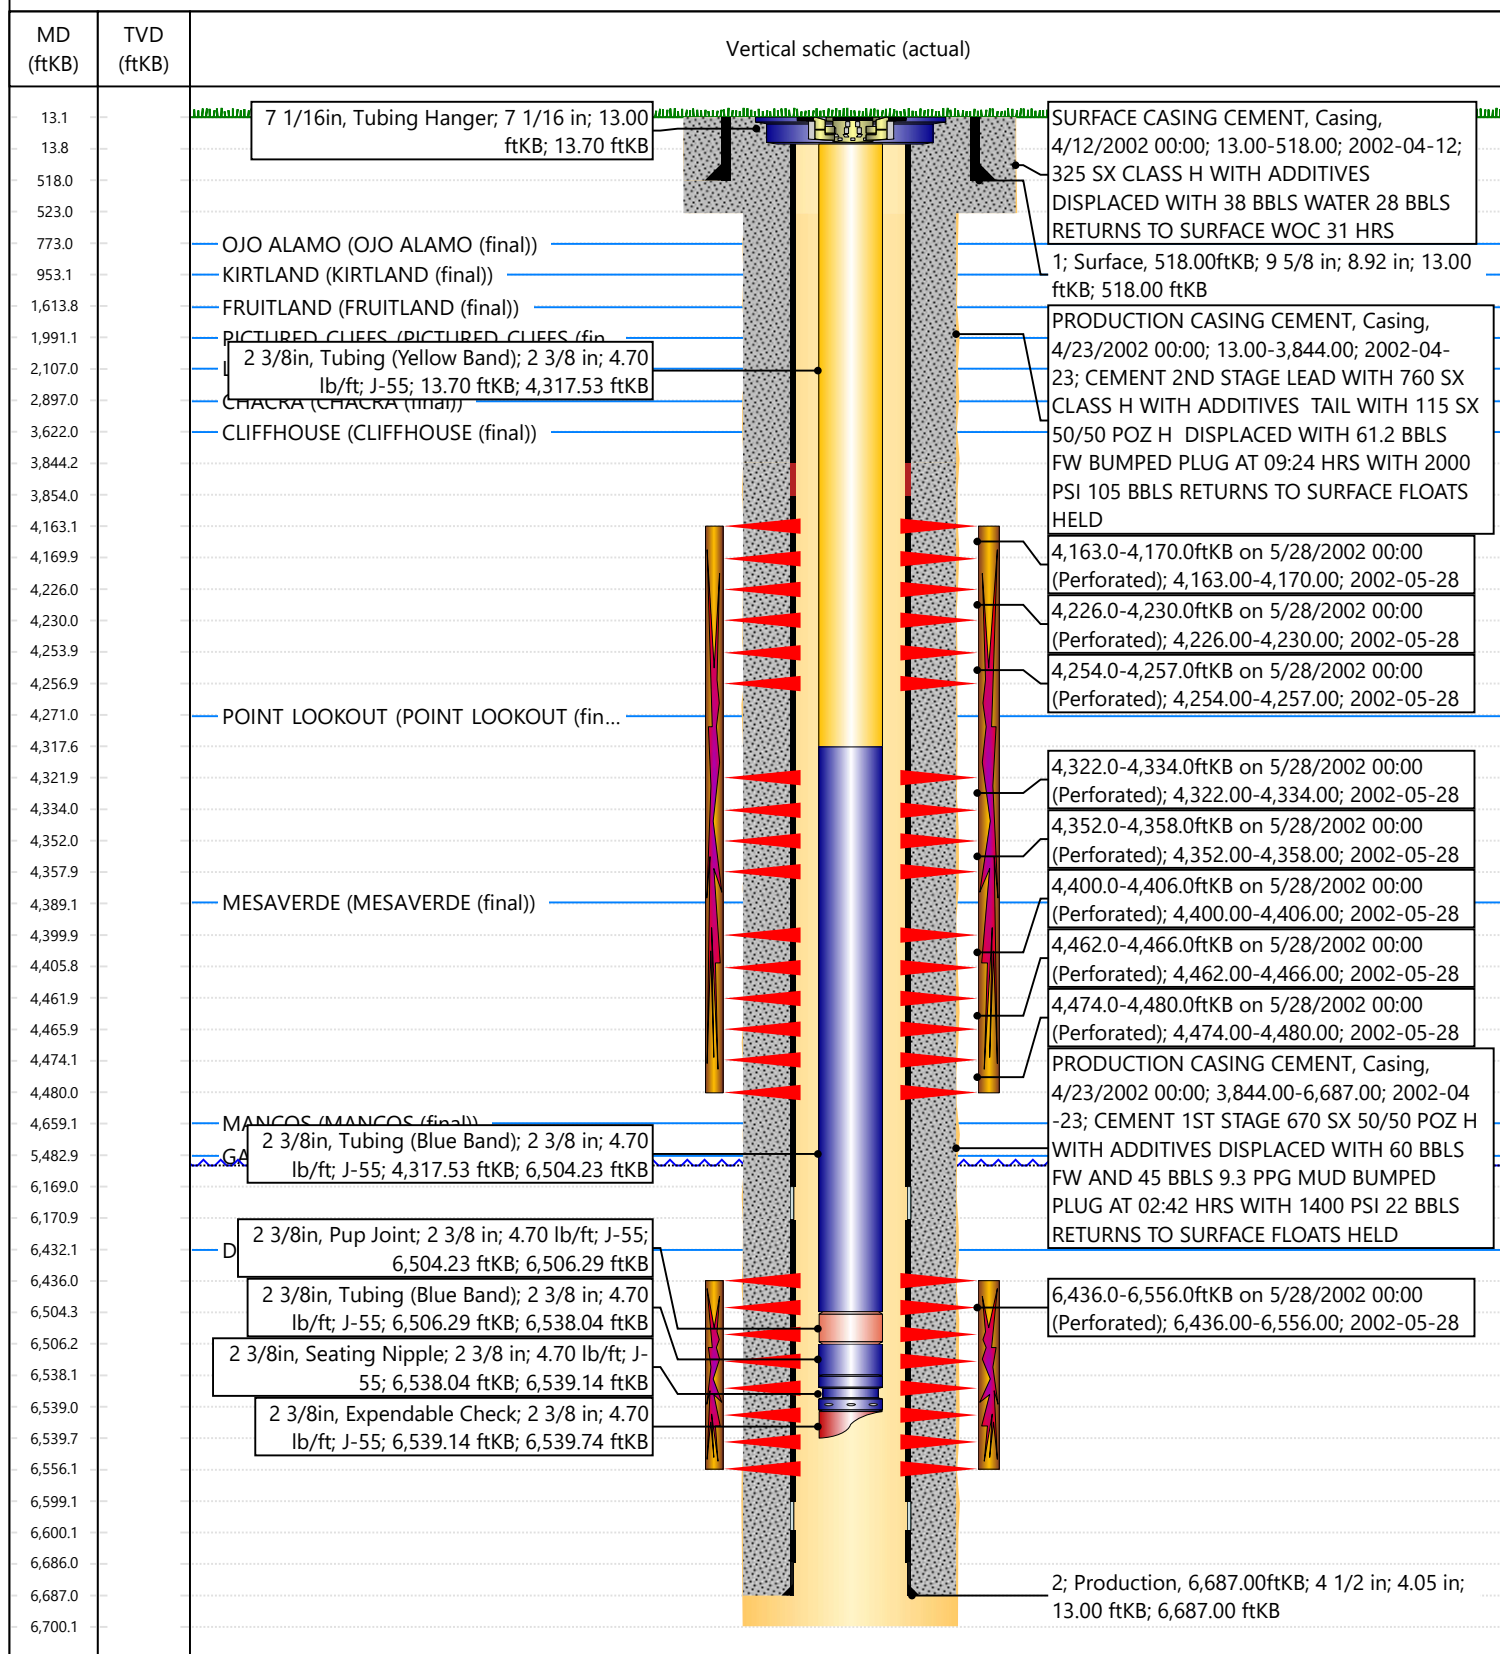 MD
(ftKB)
TVD
(ftKB)
Vertical schematic (actual)
13.1
13.8
518.0
523.0
773.0
953.1
1,613.8
1,991.1
2,107.0
2,897.0
3,622.0
3,844.2
3,854.0
4,163.1
4,169.9
4,226.0
4,230.0
4,253.9
4,256.9
4,271.0
4,317.6
4,321.9
4,334.0
4,352.0
4,357.9
4,389.1
4,399.9
4,405.8
4,461.9
4,465.9
4,474.1
4,480.0
4,659.1
5,482.9
6,169.0
6,170.9
6,432.1
6,436.0
6,504.3
6,506.2
6,538.1
6,539.0
6,539.7
6,556.1
6,599.1
6,600.1
6,686.0
6,687.0
6,700.1
7 1/16in, Tubing Hanger; 7 1/16 in; 13.00
ftKB; 13.70 ftKB
OJO ALAMO (OJO ALAMO (final))
KIRTLAND (KIRTLAND (final))
FRUITLAND (FRUITLAND (final))
PICTURED CLIFFS (PICTURED CLIFFS (fin...
2 3/8in, Tubing (Yellow Band); 2 3/8 in; 4.70
lb/ft; J-55; 13.70 ftKB; 4,317.53 ftKB
CHACRA (CHACRA (final))
CLIFFHOUSE (CLIFFHOUSE (final))
POINT LOOKOUT (POINT LOOKOUT (fin...
MESAVERDE (MESAVERDE (final))
MANCOS (MANCOS (final))
GA
2 3/8in, Tubing (Blue Band); 2 3/8 in; 4.70
lb/ft; J-55; 4,317.53 ftKB; 6,504.23 ftKB
D
2 3/8in, Pup Joint; 2 3/8 in; 4.70 lb/ft; J-55;
6,504.23 ftKB; 6,506.29 ftKB
2 3/8in, Tubing (Blue Band); 2 3/8 in; 4.70
lb/ft; J-55; 6,506.29 ftKB; 6,538.04 ftKB
2 3/8in, Seating Nipple; 2 3/8 in; 4.70 lb/ft; J-
55; 6,538.04 ftKB; 6,539.14 ftKB
2 3/8in, Expendable Check; 2 3/8 in; 4.70
lb/ft; J-55; 6,539.14 ftKB; 6,539.74 ftKB
SURFACE CASING CEMENT, Casing,
4/12/2002 00:00; 13.00-518.00; 2002-04-12;
325 SX CLASS H WITH ADDITIVES
DISPLACED WITH 38 BBLS WATER 28 BBLS
RETURNS TO SURFACE WOC 31 HRS
1; Surface, 518.00ftKB; 9 5/8 in; 8.92 in; 13.00
ftKB; 518.00 ftKB
PRODUCTION CASING CEMENT, Casing,
4/23/2002 00:00; 13.00-3,844.00; 2002-04-
23; CEMENT 2ND STAGE LEAD WITH 760 SX
CLASS H WITH ADDITIVES  TAIL WITH 115 SX
50/50 POZ H  DISPLACED WITH 61.2 BBLS
FW BUMPED PLUG AT 09:24 HRS WITH 2000
PSI 105 BBLS RETURNS TO SURFACE FLOATS
HELD
4,163.0-4,170.0ftKB on 5/28/2002 00:00
(Perforated); 4,163.00-4,170.00; 2002-05-28
4,226.0-4,230.0ftKB on 5/28/2002 00:00
(Perforated); 4,226.00-4,230.00; 2002-05-28
4,254.0-4,257.0ftKB on 5/28/2002 00:00
(Perforated); 4,254.00-4,257.00; 2002-05-28
4,322.0-4,334.0ftKB on 5/28/2002 00:00
(Perforated); 4,322.00-4,334.00; 2002-05-28
4,352.0-4,358.0ftKB on 5/28/2002 00:00
(Perforated); 4,352.00-4,358.00; 2002-05-28
4,400.0-4,406.0ftKB on 5/28/2002 00:00
(Perforated); 4,400.00-4,406.00; 2002-05-28
4,462.0-4,466.0ftKB on 5/28/2002 00:00
(Perforated); 4,462.00-4,466.00; 2002-05-28
4,474.0-4,480.0ftKB on 5/28/2002 00:00
(Perforated); 4,474.00-4,480.00; 2002-05-28
PRODUCTION CASING CEMENT, Casing,
4/23/2002 00:00; 3,844.00-6,687.00; 2002-04
-23; CEMENT 1ST STAGE 670 SX 50/50 POZ H
WITH ADDITIVES DISPLACED WITH 60 BBLS
FW AND 45 BBLS 9.3 PPG MUD BUMPED
PLUG AT 02:42 HRS WITH 1400 PSI 22 BBLS
RETURNS TO SURFACE FLOATS HELD
6,436.0-6,556.0ftKB on 5/28/2002 00:00
(Perforated); 6,436.00-6,556.00; 2002-05-28
2; Production, 6,687.00ftKB; 4 1/2 in; 4.05 in;
13.00 ftKB; 6,687.00 ftKB